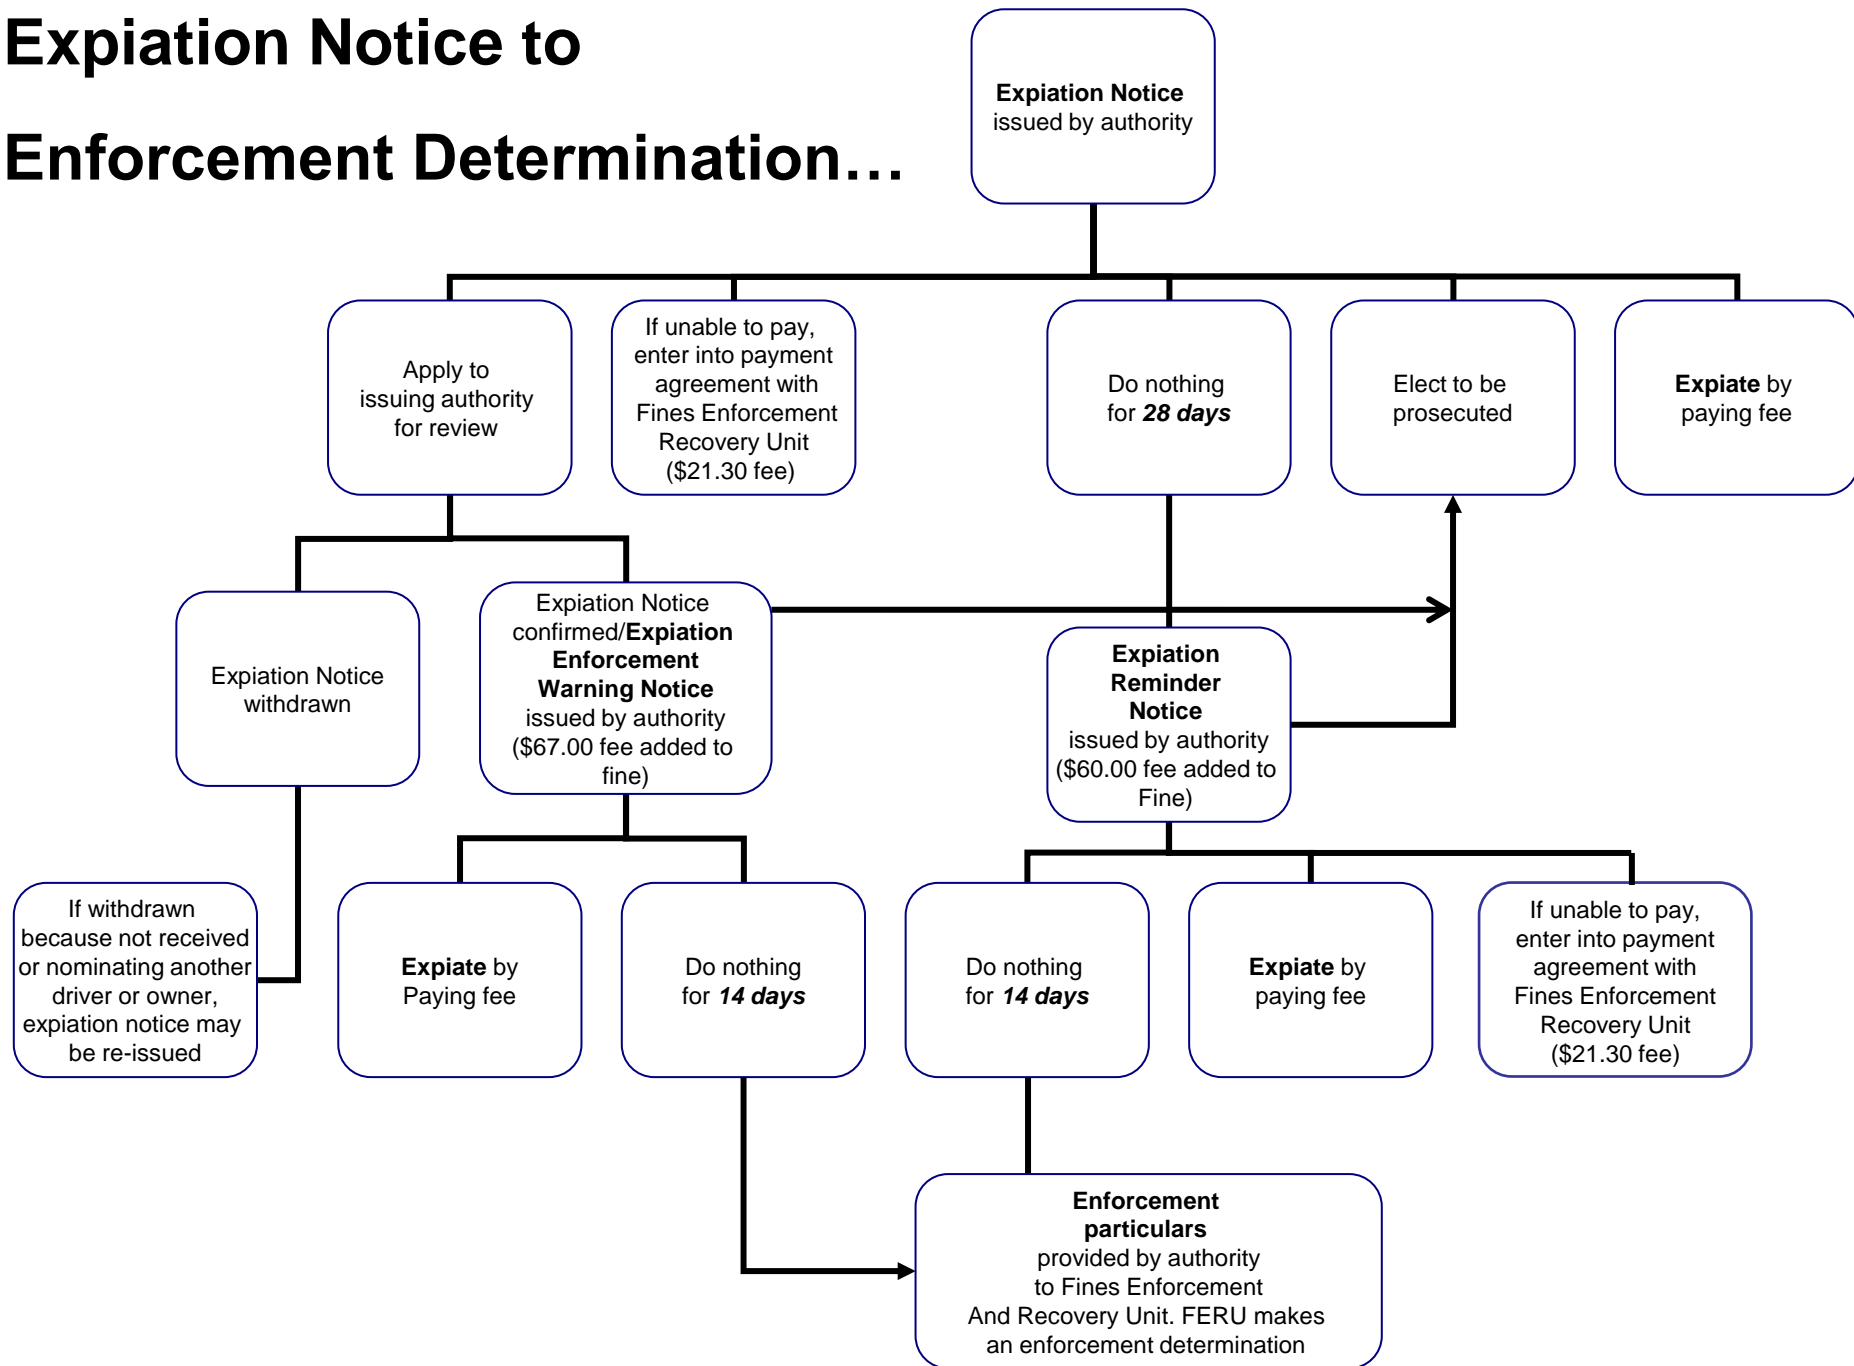 Expiation Notice to
Enforcement Determination…
Expiation Notice
issued by authority
Apply to
issuing authority
for review
If unable to pay,
enter into payment
agreement with
Fines Enforcement
Recovery Unit
($21.30 fee)
Do nothing
for 28 days
Elect to be
prosecuted
Expiate by
paying fee
Expiation Notice
withdrawn
Expiation Notice
confirmed/Expiation
Enforcement
Warning Notice
issued by authority
($67.00 fee added to
fine)
Expiation
Reminder
Notice
issued by authority
($60.00 fee added to
Fine)
If withdrawn
because not received
or nominating another
driver or owner,
expiation notice may
be re-issued
Expiate by
Paying fee
Do nothing
for 14 days
Do nothing
for 14 days
Expiate by
paying fee
If unable to pay,
enter into payment
agreement with
Fines Enforcement
Recovery Unit
($21.30 fee)
Enforcement
particulars
provided by authority
to Fines Enforcement
And Recovery Unit. FERU makes
an enforcement determination